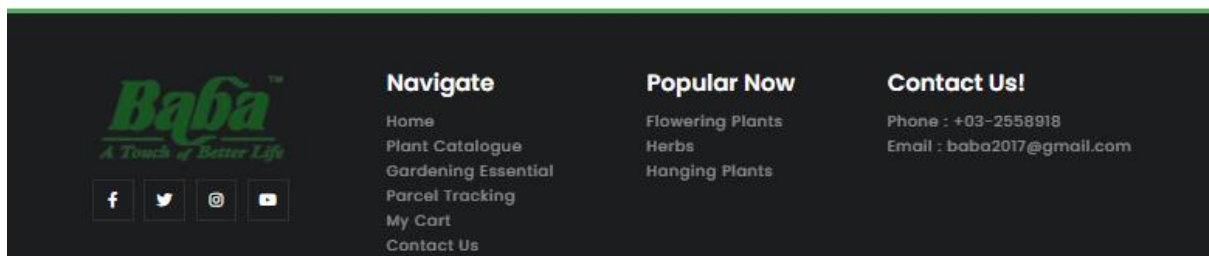 Baba™
A Touch of Better Life
Navigate
Home
Plant Catalogue
Gardening Essential
Parcel Tracking
My Cart
Contact Us
Popular Now
Flowering Plants
Herbs
Hanging Plants
Contact Us!
Phone : +03-2558918
Email : baba2017@gmail.com